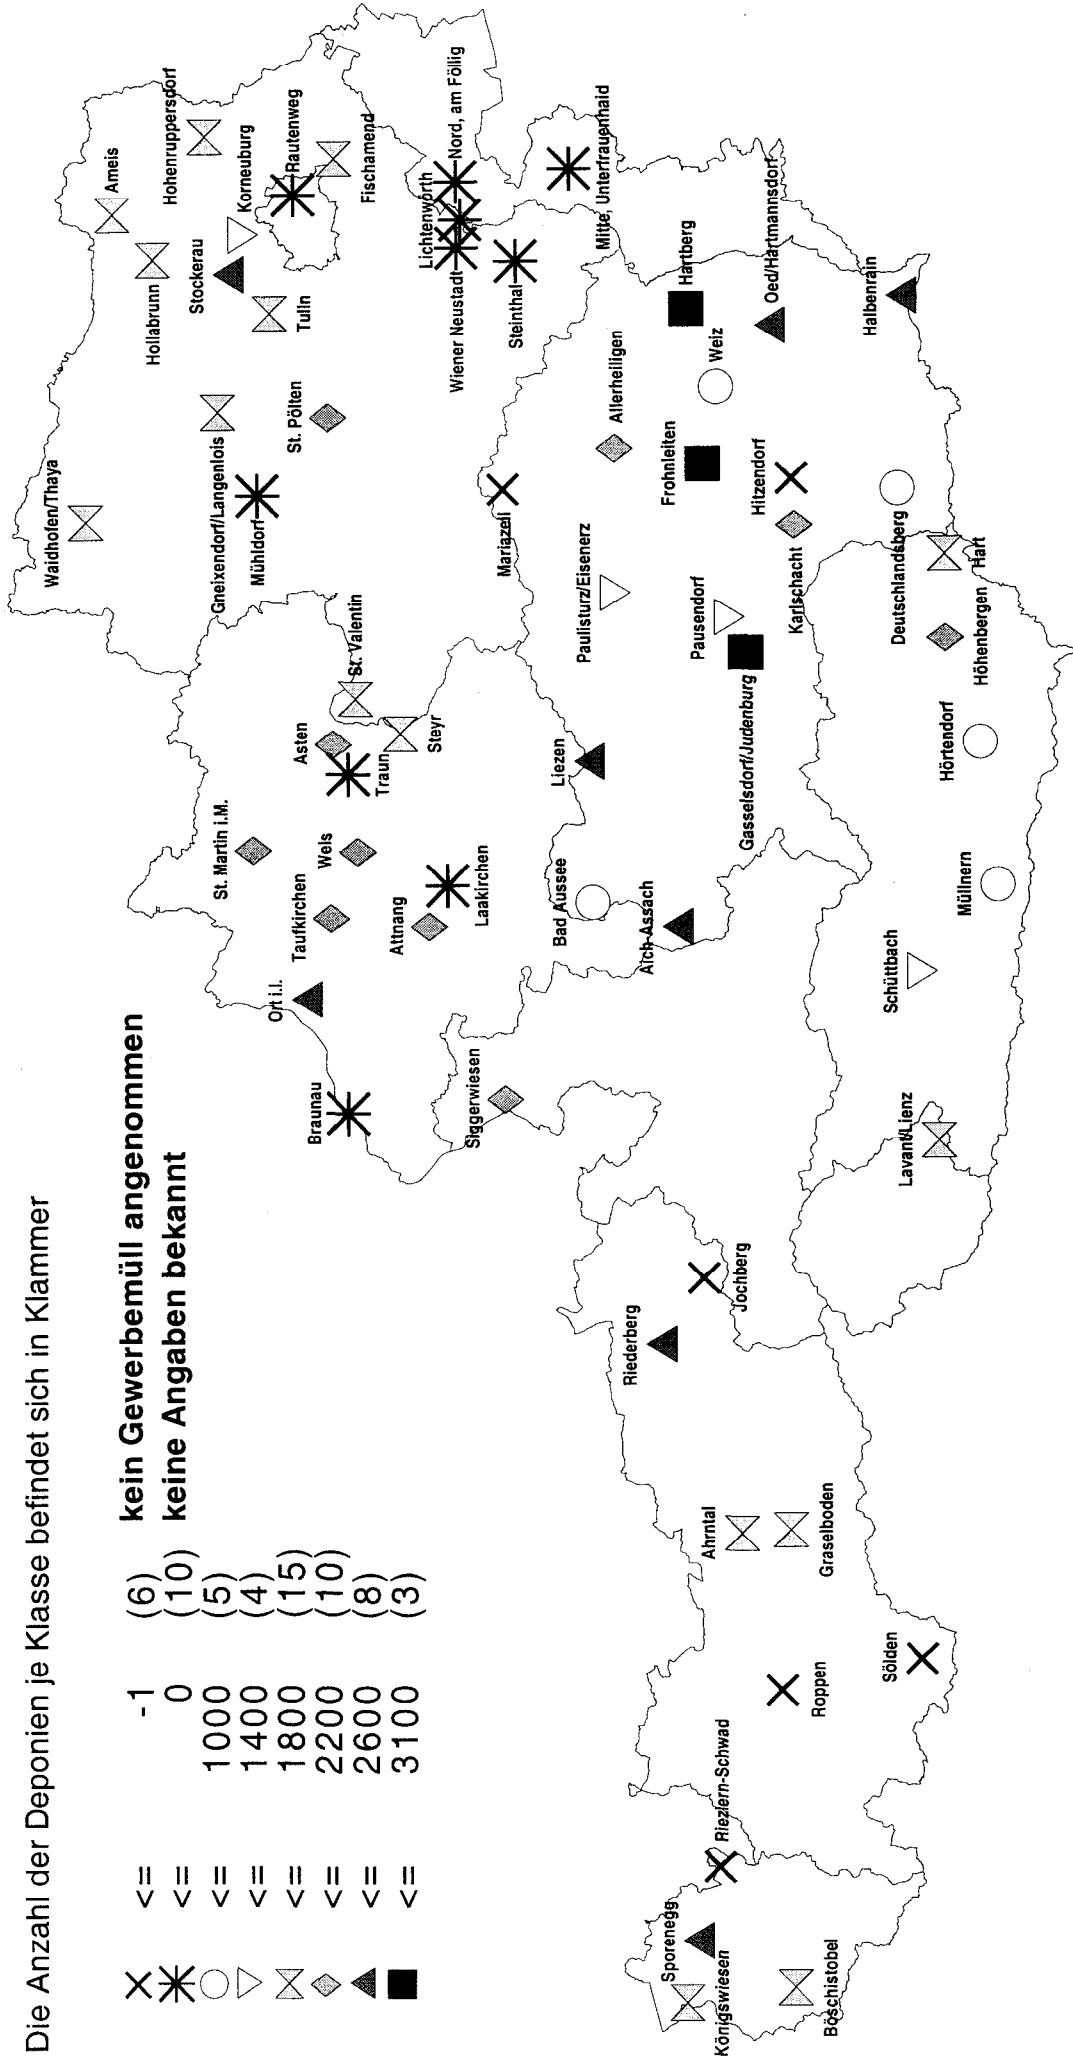 Die Anzahl der Deponien je Klasse befindet sich in Klammer
<= -1 (6) kein Gewerbemüll angenommen
<= 0 (10) keine Angaben bekannt
<= 1000 (5)
<= 1400 (4)
<= 1800 (15)
<= 2200 (10)
<= 2600 (8)
<= 3100 (3)
Waidhofen/Thaya
Ameis
Hohenruppersdorf
Hollabrunn
Stockerau
Korneuburg
Rautenweg
Fischamend
Tulln
Gneixendorf/Langenlois
Mühldorf
St. Pölten
Lichtenwörth
Nord, am Föllig
Wiener Neustadt
Steinthal
Mitte, Unterfrauenhaid
St. Valentin
Asten
Traun
Steyr
St. Martin i.M.
Wels
Taufkirchen
Attnang
Laakirchen
Ort i.I.
Braunau
Siggerwiesen
Mariazell
Allerheiligen
Hartberg
Weiz
Oed/Hartmannsdorf
Halbenrain
Frohnleiten
Hitzendorf
Karlschacht
Paulisturz/Eisenerz
Pausendorf
Gasselsdorf/Judenburg
Liezen
Bad Aussee
Aich-Assach
Deutschlandsberg
Hart
Höhenbergen
Hörtendorf
Müllnern
Schüttbach
Lavant/Lienz
Jochberg
Riederberg
Ahrntal
Graselboden
Roppen
Sölden
Riezlern-Schwad
Sporenegg
Königswiesen
Böschistobel